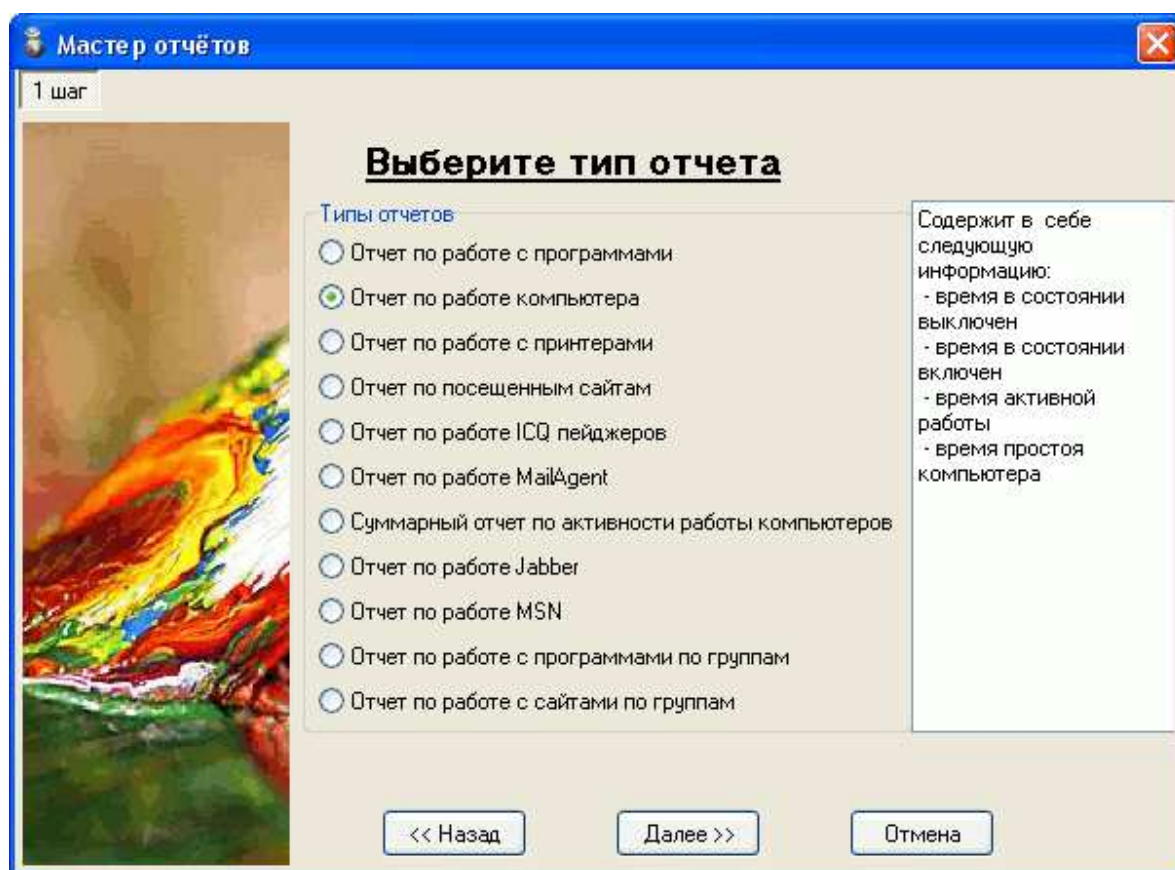 Мастер отчётов
1 шаг
Выберите тип отчета
Типы отчетов
Отчет по работе с программами
Отчет по работе компьютера
Отчет по работе с принтерами
Отчет по посещенным сайтам
Отчет по работе ICQ пейджеров
Отчет по работе MailAgent
Суммарный отчет по активности работы компьютеров
Отчет по работе Jabber
Отчет по работе MSN
Отчет по работе с программами по группам
Отчет по работе с сайтами по группам
Содержит в себе
следующую
информацию:
- время в состоянии
выключен
- время в состоянии
включен
- время активной
работы
- время простоя
компьютера
<< Назад
Далее >>
Отмена